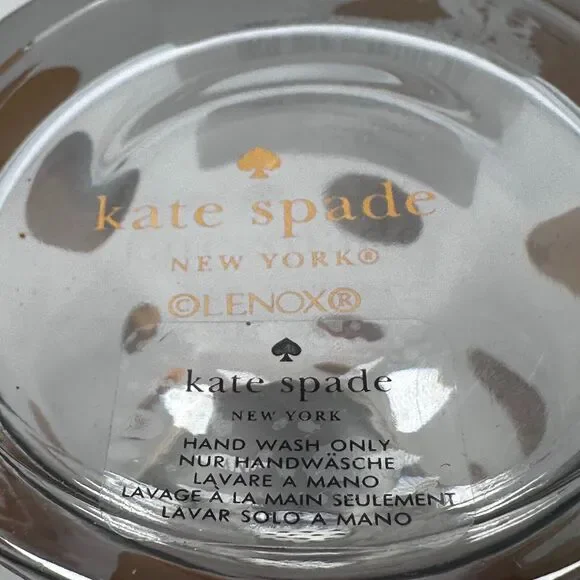 kate spade
NEW YORK®
©LENOX®
kate spade
NEW YORK
HAND WASH ONLY
NUR HANDWÄSCHE
LAVARE A MANO
LAVAGE À LA MAIN SEULEMENT
LAVAR SOLO A MANO